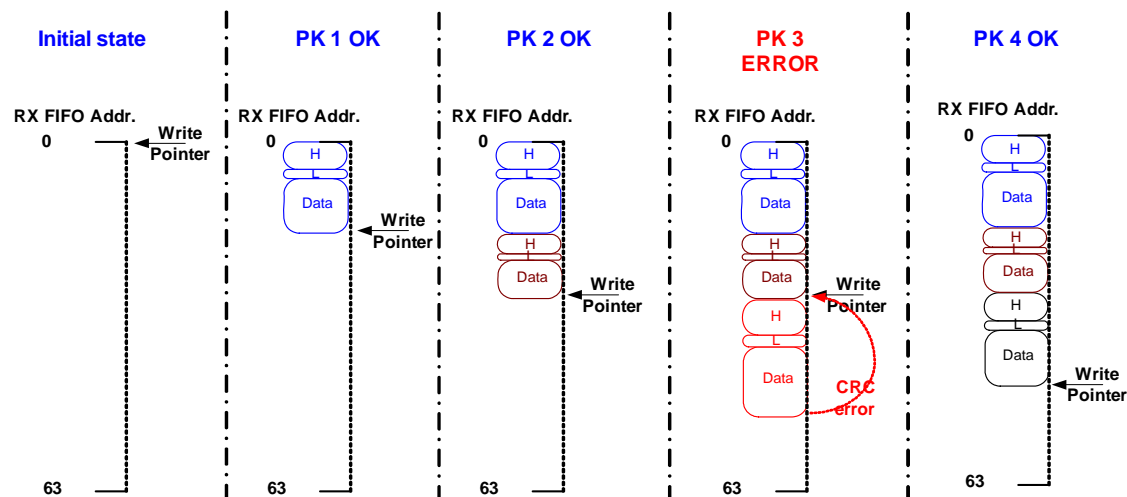 Initial state
RX FIFO Addr.
0
Write
Pointer
63
PK 1 OK
RX FIFO Addr.
0
H
L
Data
Write
Pointer
63
PK 2 OK
RX FIFO Addr.
0
H
L
Data
H
L
Data
Write
Pointer
63
PK 3
ERROR
RX FIFO Addr.
0
H
L
Data
H
L
Data
Write
Pointer
H
L
Data
CRC
error
63
PK 4 OK
RX FIFO Addr.
0
H
L
Data
H
L
Data
H
L
Data
Write
Pointer
63